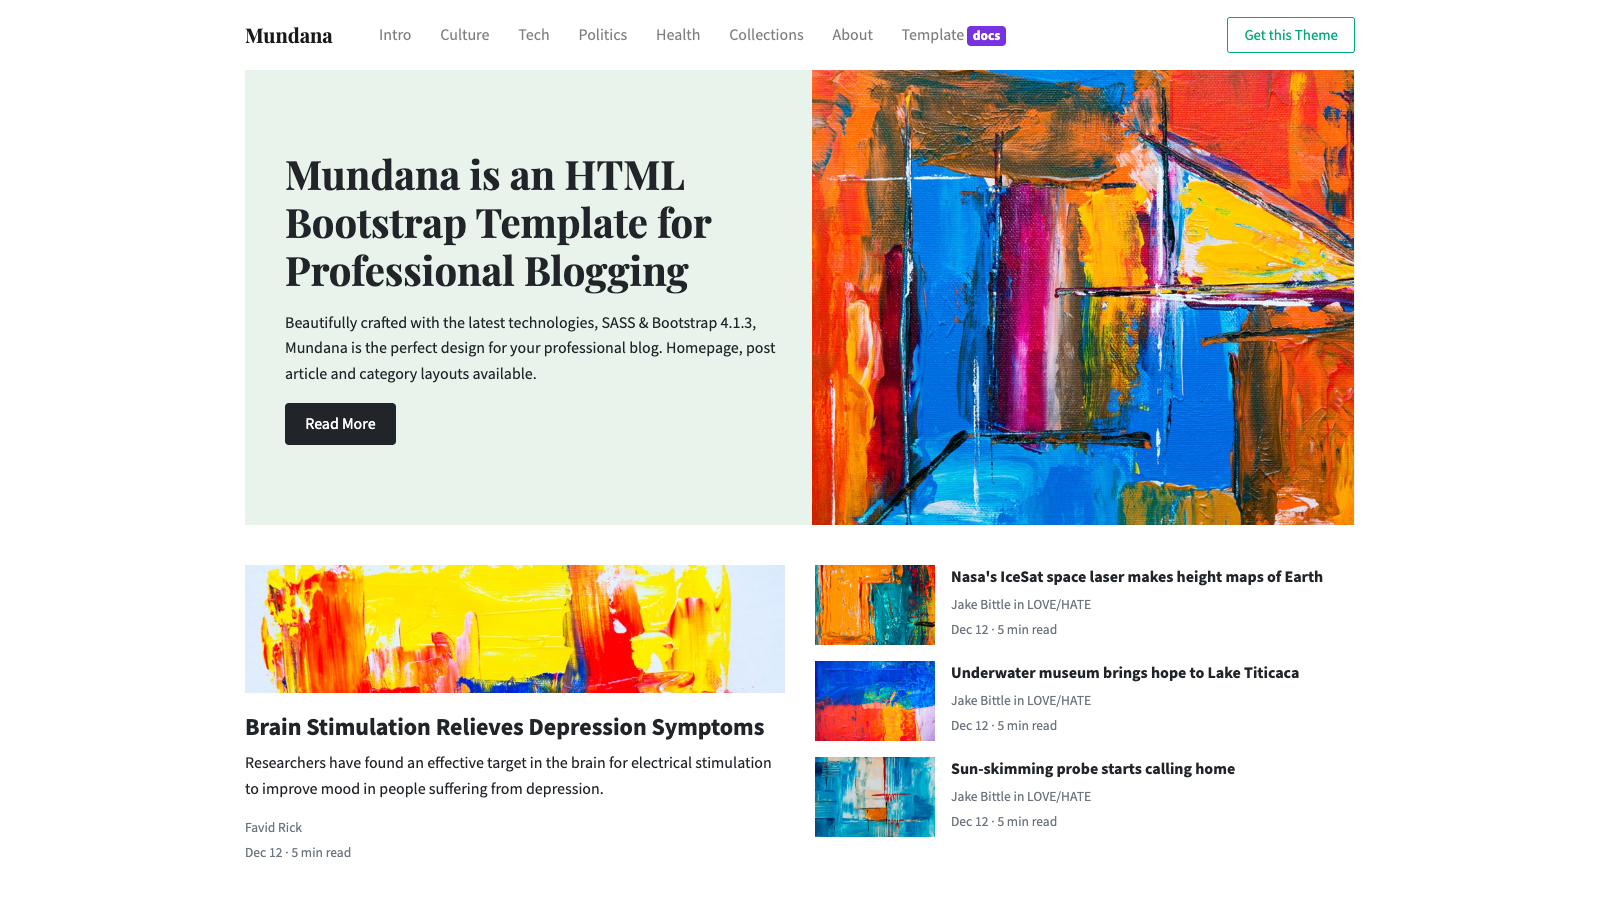 Mundana
Intro Culture Tech Politics Health Collections About Template docs
Get this Theme
Mundana is an HTML
Bootstrap Template for
Professional Blogging
Beautifully crafted with the latest technologies, SASS & Bootstrap 4.1.3,
Mundana is the perfect design for your professional blog. Homepage, post
article and category layouts available.
Read More
Brain Stimulation Relieves Depression Symptoms
Researchers have found an effective target in the brain for electrical stimulation
to improve mood in people suffering from depression.
Favid Rick
Dec 12 · 5 min read
Nasa's IceSat space laser makes height maps of Earth
Jake Bittle in LOVE/HATE
Dec 12 · 5 min read
Underwater museum brings hope to Lake Titicaca
Jake Bittle in LOVE/HATE
Dec 12 · 5 min read
Sun-skimming probe starts calling home
Jake Bittle in LOVE/HATE
Dec 12 · 5 min read